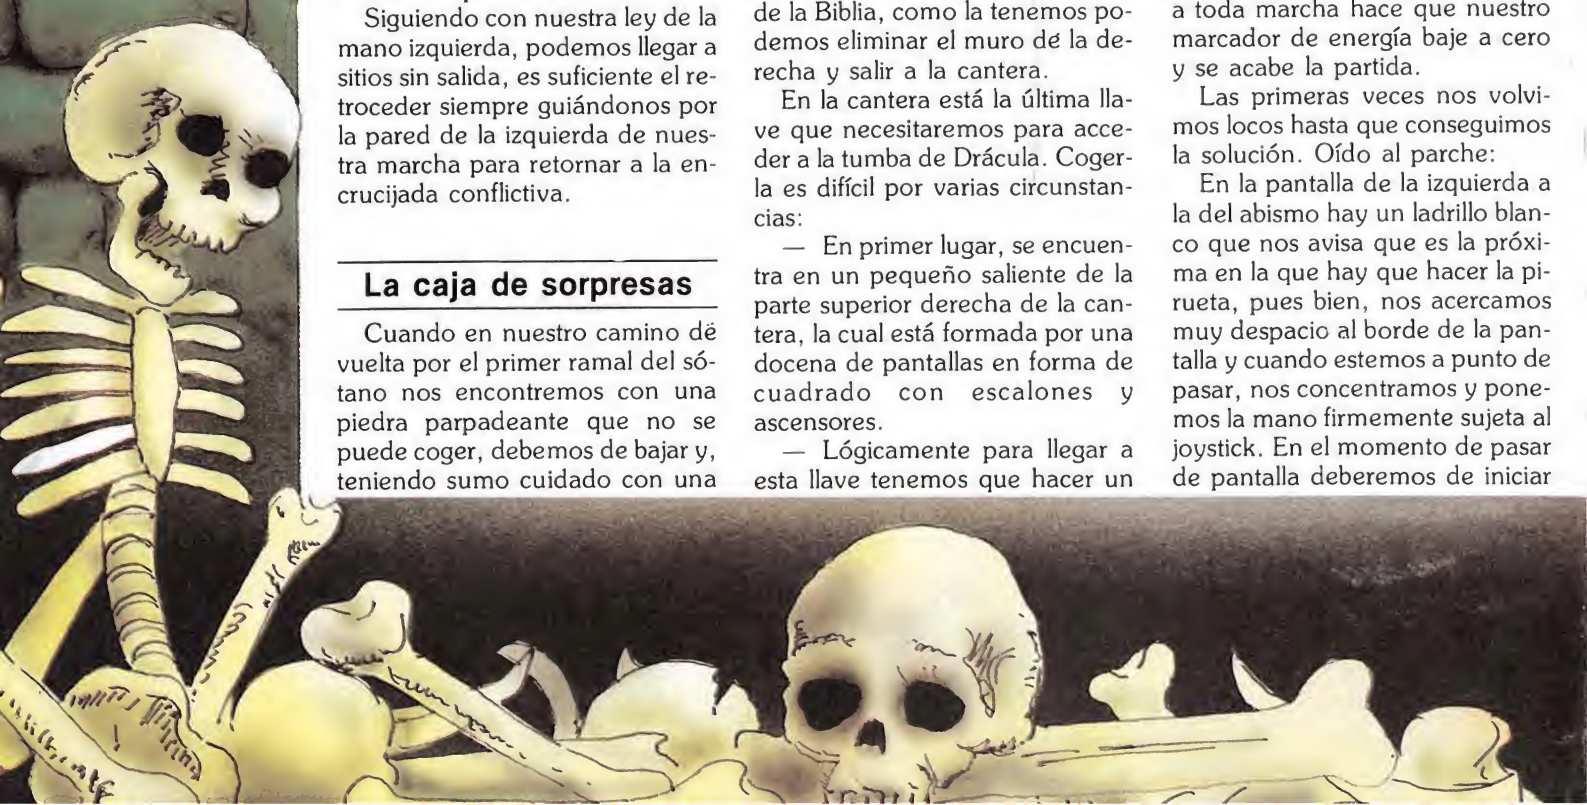 Siguiendo con nuestra ley de la
mano izquierda, podemos llegar a
sitios sin salida, es suficiente el re-
troceder siempre guiándonos por
la pared de la izquierda de nues-
tra marcha para retornar a la en-
crucijada conflictiva.
La caja de sorpresas
Cuando en nuestro camino de
vuelta por el primer ramal del só-
tano nos encontremos con una
piedra parpadeante que no se
puede coger, debemos de bajar y,
teniendo sumo cuidado con una
de la Biblia, como la tenemos po-
demos eliminar el muro de la de-
recha y salir a la cantera.
En la cantera está la última lla-
ve que necesitaremos para acce-
der a la tumba de Drácula. Coger-
la es difícil por varias circunstan-
cias:
— En primer lugar, se encuen-
tra en un pequeño saliente de la
parte superior derecha de la can-
tera, la cual está formada por una
docena de pantallas en forma de
cuadrado con escalones y
ascensores.
— Lógicamente para llegar a
esta llave tenemos que hacer un
a toda marcha hace que nuestro
marcador de energía baje a cero
y se acabe la partida.
Las primeras veces nos volvi-
mos locos hasta que conseguimos
la solución. Oído al parche:
En la pantalla de la izquierda a
la del abismo hay un ladrillo blan-
co que nos avisa que es la próxi-
ma en la que hay que hacer la pi-
rueta, pues bien, nos acercamos
muy despacio al borde de la pan-
talla y cuando estemos a punto de
pasar, nos concentramos y pone-
mos la mano firmemente sujeta al
joystick. En el momento de pasar
de pantalla deberemos de iniciar